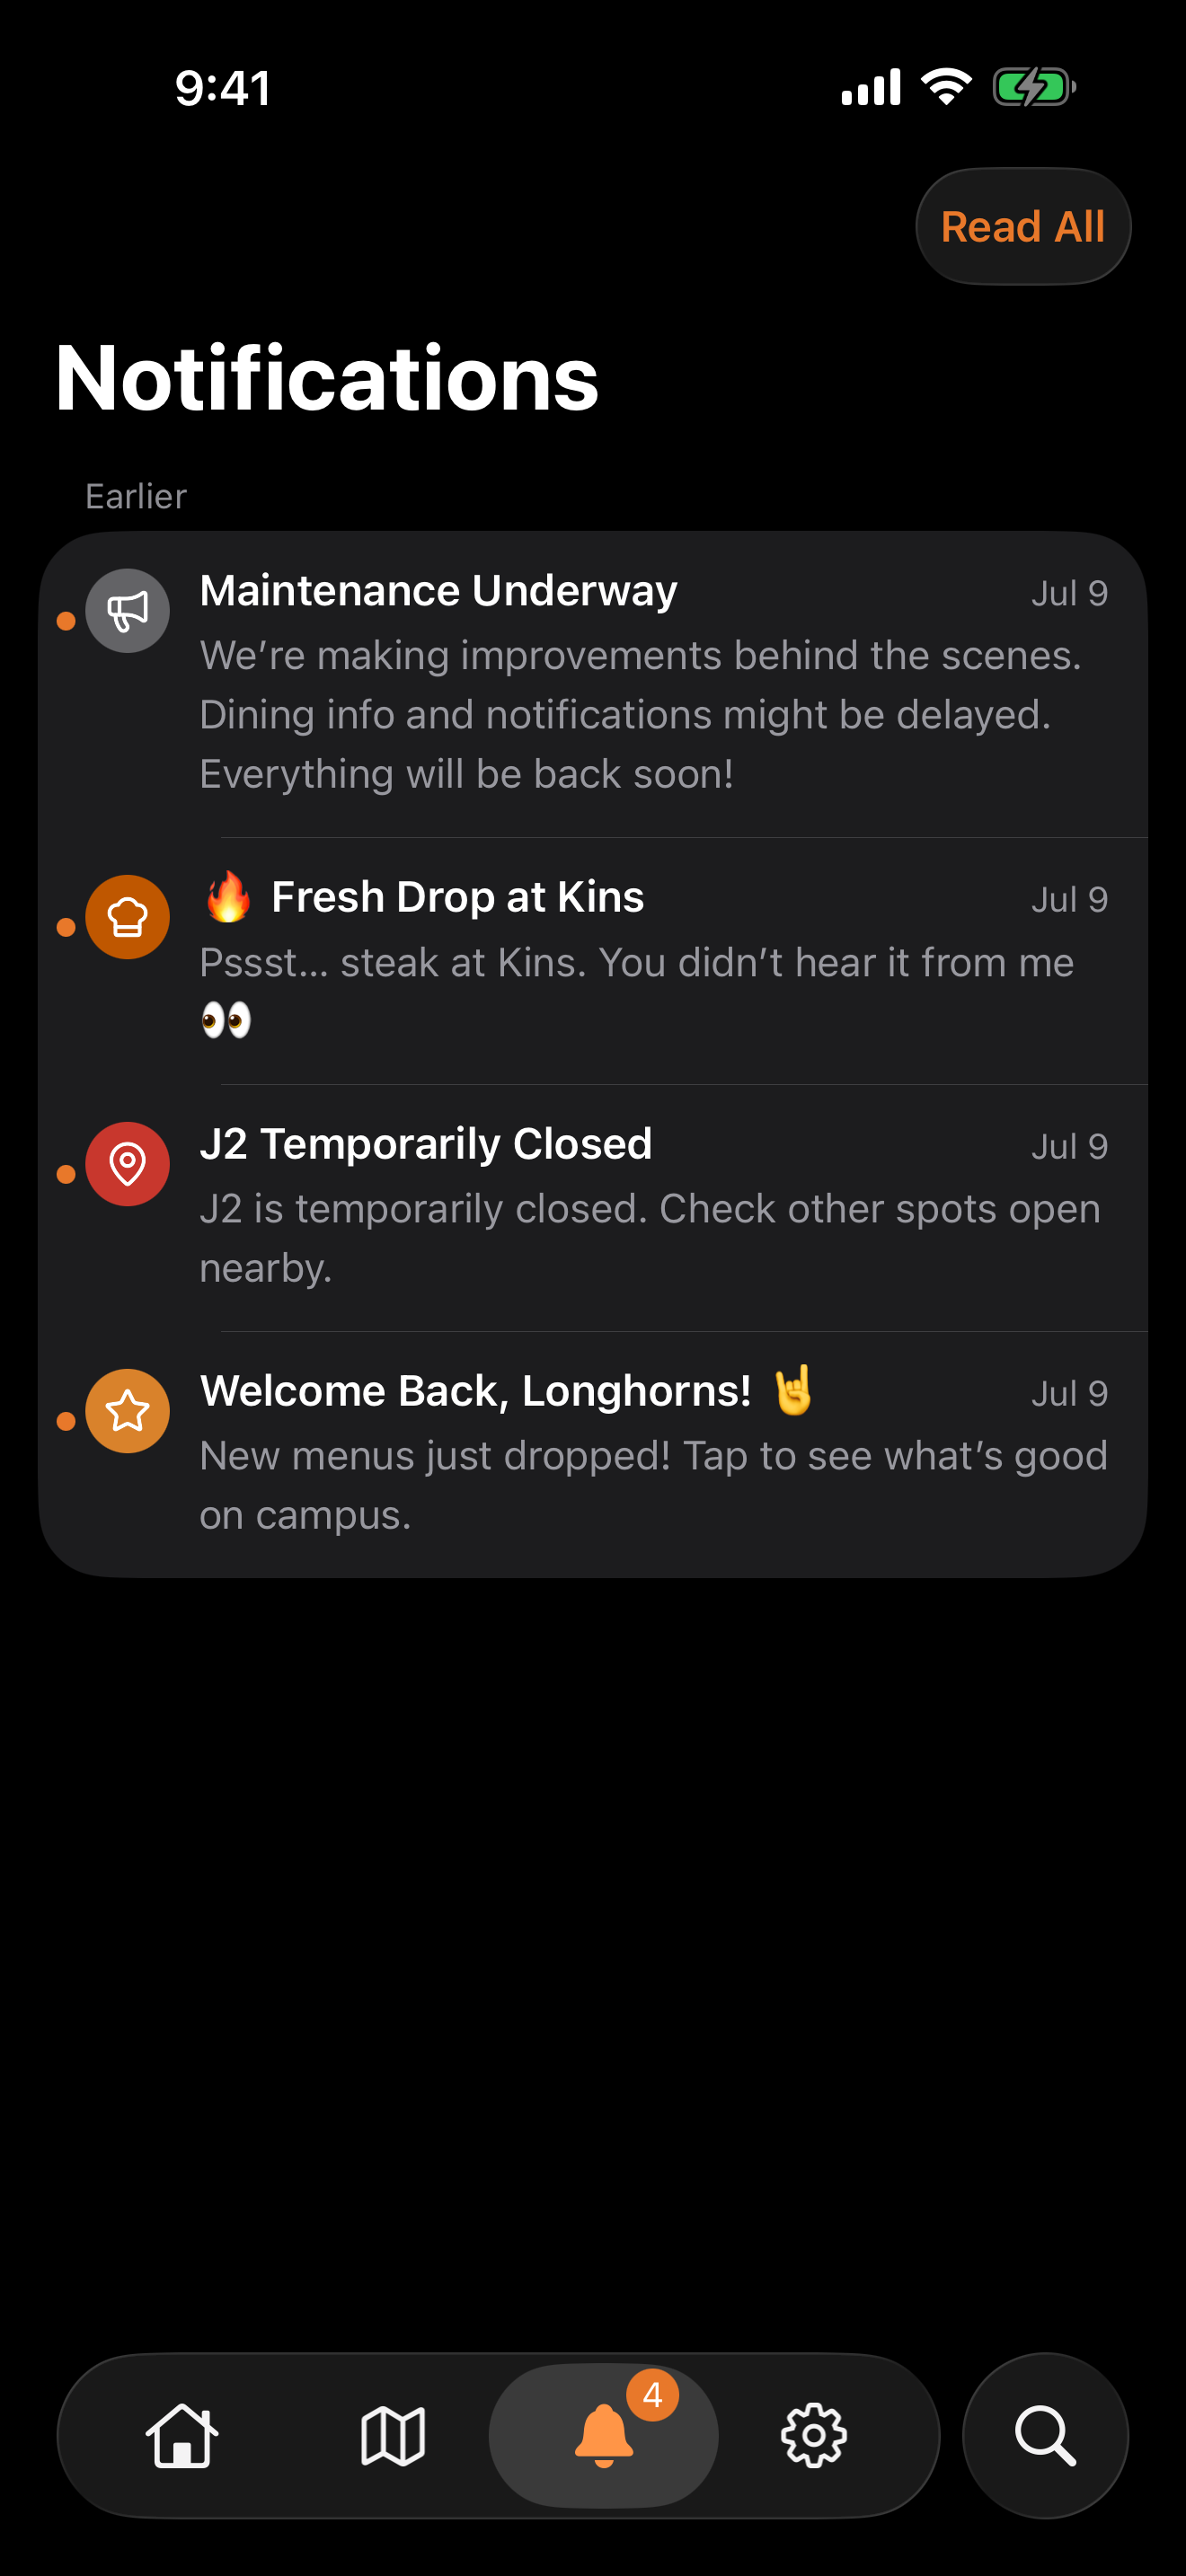 9:41
Read All
Notifications
Earlier
Maintenance Underway
Jul 9
We’re making improvements behind the scenes.
Dining info and notifications might be delayed.
Everything will be back soon!
🔥 Fresh Drop at Kins
Jul 9
Pssst... steak at Kins. You didn’t hear it from me
👀
J2 Temporarily Closed
Jul 9
J2 is temporarily closed. Check other spots open
nearby.
Welcome Back, Longhorns! 🤘
Jul 9
New menus just dropped! Tap to see what’s good
on campus.
4